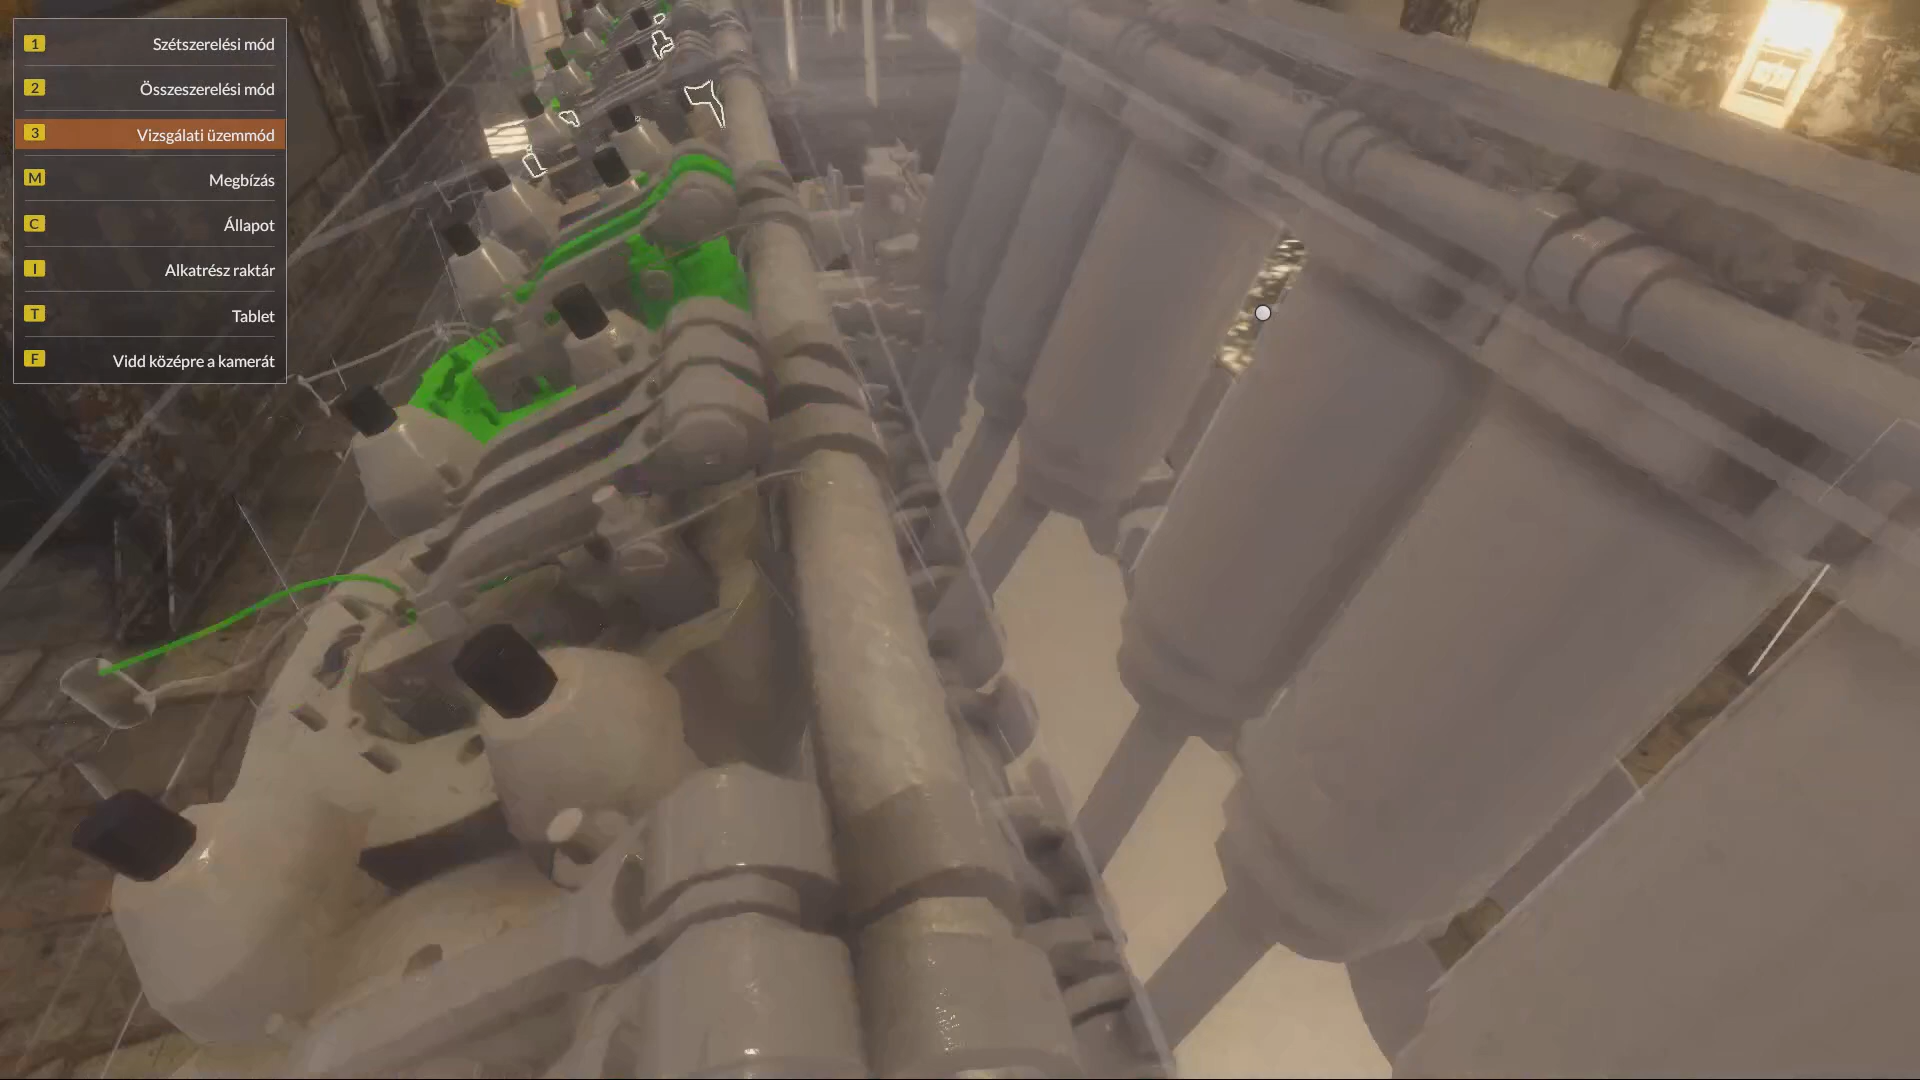 1 Szétszerelési mód
2 Összeszerelési mód
3 Vizsgálati üzemmód
M Megbízás
C Állapot
I Alkatrész raktár
T Tablet
F Vidd középre a kamerát